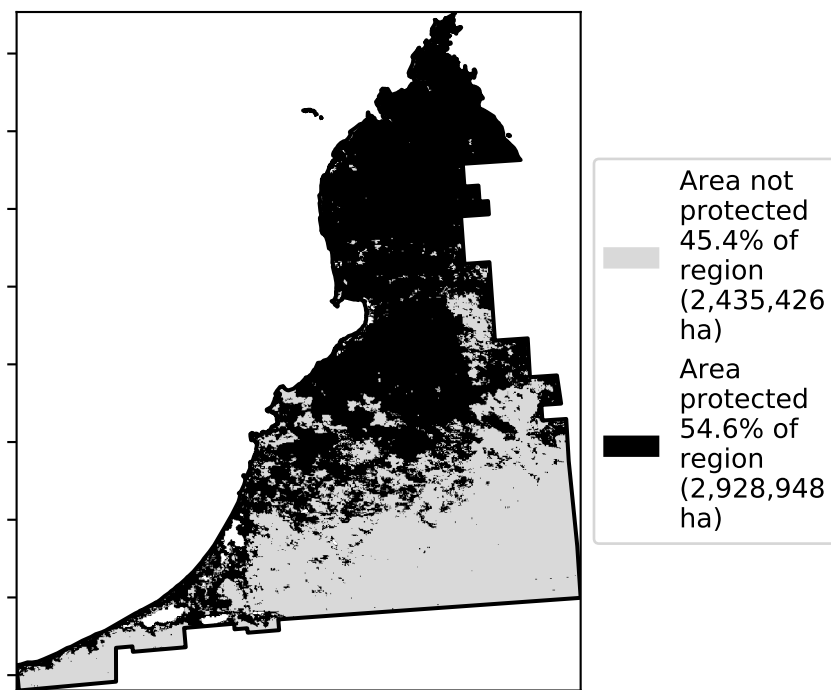 Area not
protected
45.4% of
region
(2,435,426
ha)
Area
protected
54.6% of
region
(2,928,948
ha)